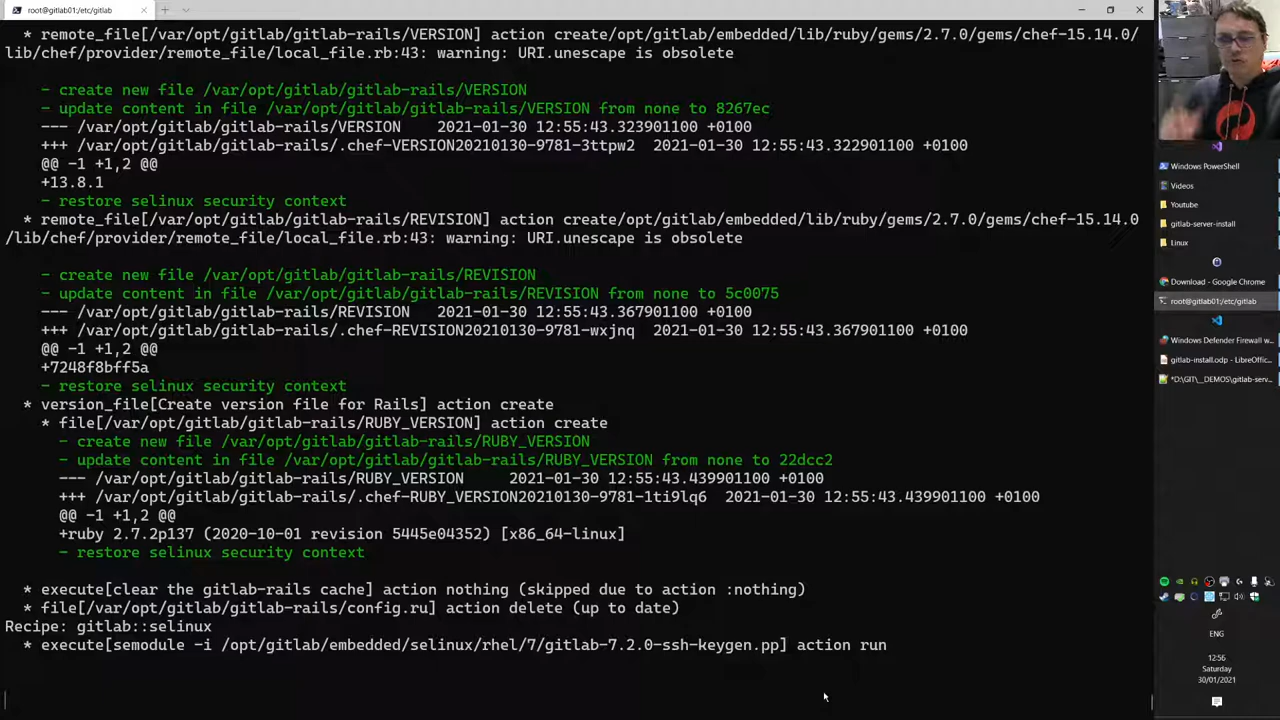 root@gitlab01:/etc/gitlab
* remote_file[/var/opt/gitlab/gitlab-rails/VERSION] action create/opt/gitlab/embedded/lib/ruby/gems/2.7.0/gems/chef-15.14.0/
lib/chef/provider/remote_file/local_file.rb:43: warning: URI.unescape is obsolete
- create new file /var/opt/gitlab/gitlab-rails/VERSION
- update content in file /var/opt/gitlab/gitlab-rails/VERSION from none to 8267ec
--- /var/opt/gitlab/gitlab-rails/VERSION 2021-01-30 12:55:43.323901100 +0100
+++ /var/opt/gitlab/gitlab-rails/.chef-VERSION20210130-9781-3ttpw2 2021-01-30 12:55:43.322901100 +0100
@@ -1 +1,2 @@
+13.8.1
- restore selinux security context
* remote_file[/var/opt/gitlab/gitlab-rails/REVISION] action create/opt/gitlab/embedded/lib/ruby/gems/2.7.0/gems/chef-15.14.0
/lib/chef/provider/remote_file/local_file.rb:43: warning: URI.unescape is obsolete
- create new file /var/opt/gitlab/gitlab-rails/REVISION
- update content in file /var/opt/gitlab/gitlab-rails/REVISION from none to 5c0075
--- /var/opt/gitlab/gitlab-rails/REVISION 2021-01-30 12:55:43.367901100 +0100
+++ /var/opt/gitlab/gitlab-rails/.chef-REVISION20210130-9781-wxjnq 2021-01-30 12:55:43.367901100 +0100
@@ -1 +1,2 @@
+7248f8bff5a
- restore selinux security context
* version_file[Create version file for Rails] action create
* file[/var/opt/gitlab/gitlab-rails/RUBY_VERSION] action create
- create new file /var/opt/gitlab/gitlab-rails/RUBY_VERSION
- update content in file /var/opt/gitlab/gitlab-rails/RUBY_VERSION from none to 22dcc2
--- /var/opt/gitlab/gitlab-rails/RUBY_VERSION 2021-01-30 12:55:43.439901100 +0100
+++ /var/opt/gitlab/gitlab-rails/.chef-RUBY_VERSION20210130-9781-1ti9lq6 2021-01-30 12:55:43.439901100 +0100
@@ -1 +1,2 @@
+ruby 2.7.2p137 (2020-10-01 revision 5445e04352) [x86_64-linux]
- restore selinux security context
* execute[clear the gitlab-rails cache] action nothing (skipped due to action :nothing)
* file[/var/opt/gitlab/gitlab-rails/config.ru] action delete (up to date)
Recipe: gitlab::selinux
* execute[semodule -i /opt/gitlab/embedded/selinux/rhel/7/gitlab-7.2.0-ssh-keygen.pp] action run
Windows PowerShell
Videos
Youtube
gitlab-server-install
Linux
Download - Google Chrome
root@gitlab01:/etc/gitlab
Windows Defender Firewall w...
gitlab-install.odp - LibreOffic...
*D:\GIT\__DEMOS\gitlab-serv...
ENG
12:56
Saturday
30/01/2021